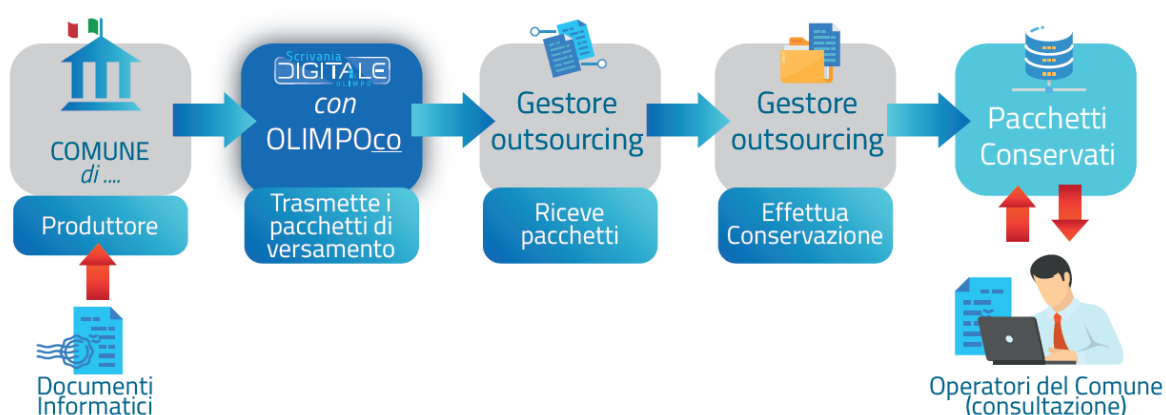 COMUNE
di ....
Produttore
Documenti
Informatici
Scrivania
DIGITALE
OLIMPO
con
OLIMPOco
Trasmette i
pacchetti di
versamento
Gestore
outsourcing
Riceve
pacchetti
Gestore
outsourcing
Effettua
Conservazione
Pacchetti
Conservati
Operatori del Comune
(consultazione)